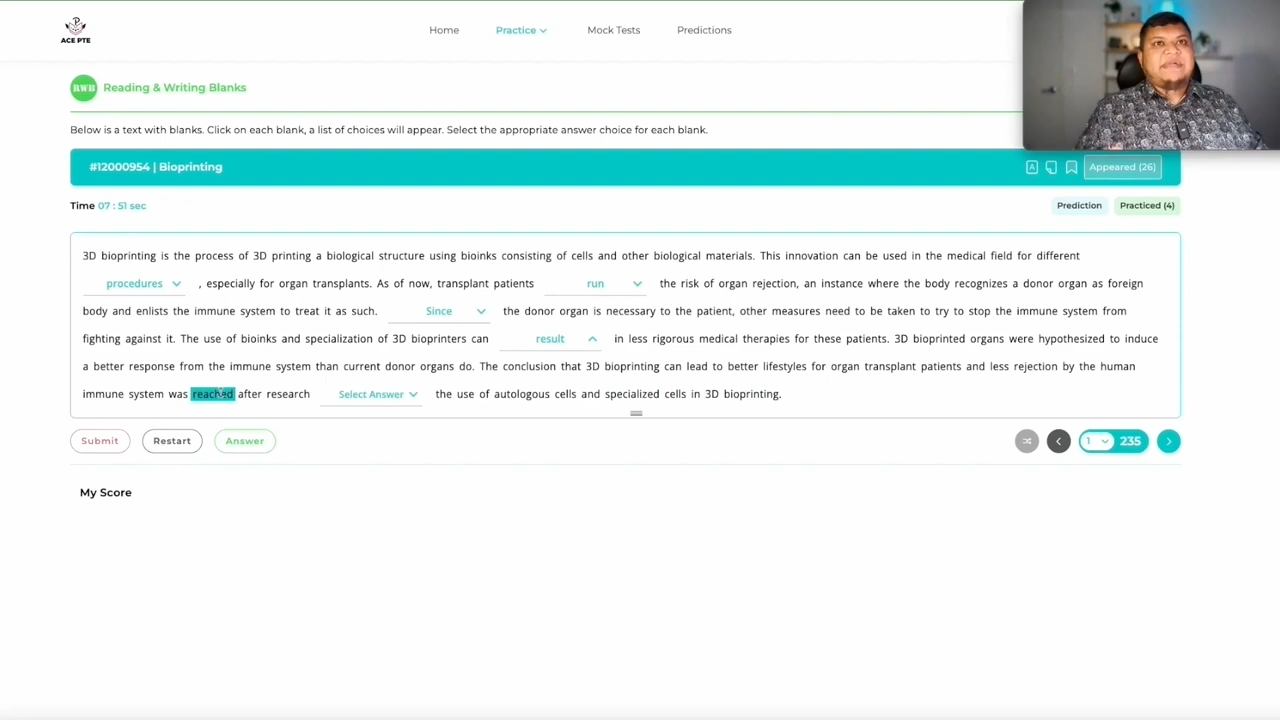 ACE PTE
Home
Practice
Mock Tests
Predictions
RWB
Reading & Writing Blanks
Below is a text with blanks. Click on each blank, a list of choices will appear. Select the appropriate answer choice for each blank.
#12000954 | Bioprinting
A
Appeared (26)
Time 07 : 51 sec
Prediction
Practiced (4)
3D bioprinting is the process of 3D printing a biological structure using bioinks consisting of cells and other biological materials. This innovation can be used in the medical field for different
procedures , especially for organ transplants. As of now, transplant patients run the risk of organ rejection, an instance where the body recognizes a donor organ as foreign
body and enlists the immune system to treat it as such. Since the donor organ is necessary to the patient, other measures need to be taken to try to stop the immune system from
fighting against it. The use of bioinks and specialization of 3D bioprinters can result in less rigorous medical therapies for these patients. 3D bioprinted organs were hypothesized to induce
a better response from the immune system than current donor organs do. The conclusion that 3D bioprinting can lead to better lifestyles for organ transplant patients and less rejection by the human
immune system was reached after research Select Answer the use of autologous cells and specialized cells in 3D bioprinting.
Submit
Restart
Answer
1
235
My Score